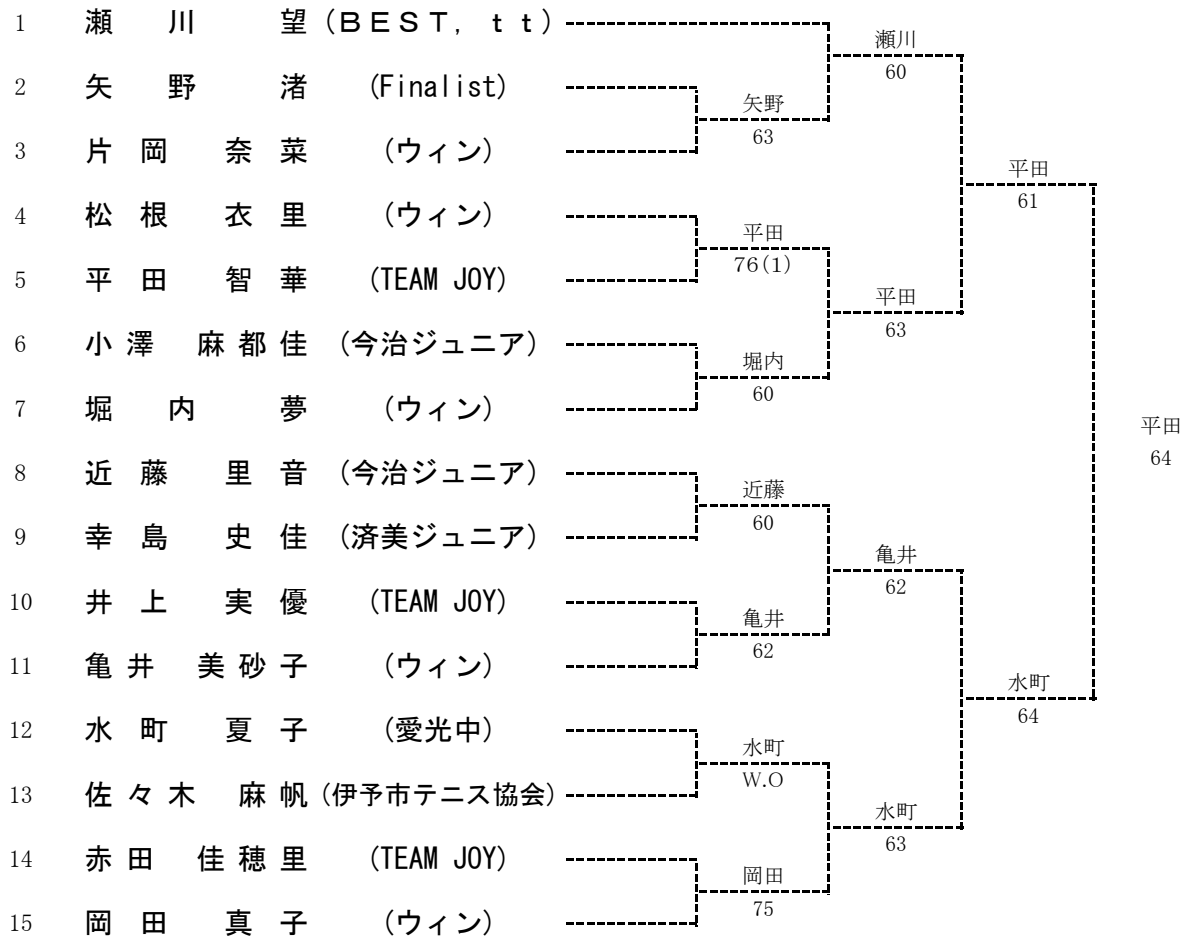 1 瀬川 望 (BEST, tt)
2 矢野 渚 (Finalist)
3 片岡 奈菜 (ウィン)
4 松根 衣里 (ウィン)
5 平田 智華 (TEAM JOY)
6 小澤 麻都佳 (今治ジュニア)
7 堀内 夢 (ウィン)
8 近藤 里音 (今治ジュニア)
9 幸島 史佳 (済美ジュニア)
10 井上 実優 (TEAM JOY)
11 亀井 美砂子 (ウィン)
12 水町 夏子 (愛光中)
13 佐々木 麻帆 (伊予市テニス協会)
14 赤田 佳穂里 (TEAM JOY)
15 岡田 真子 (ウィン)
矢野
63
平田
76(1)
堀内
60
近藤
60
亀井
62
水町
W.O
岡田
75
瀬川
60
平田
63
亀井
62
水町
63
平田
61
水町
64
平田
64